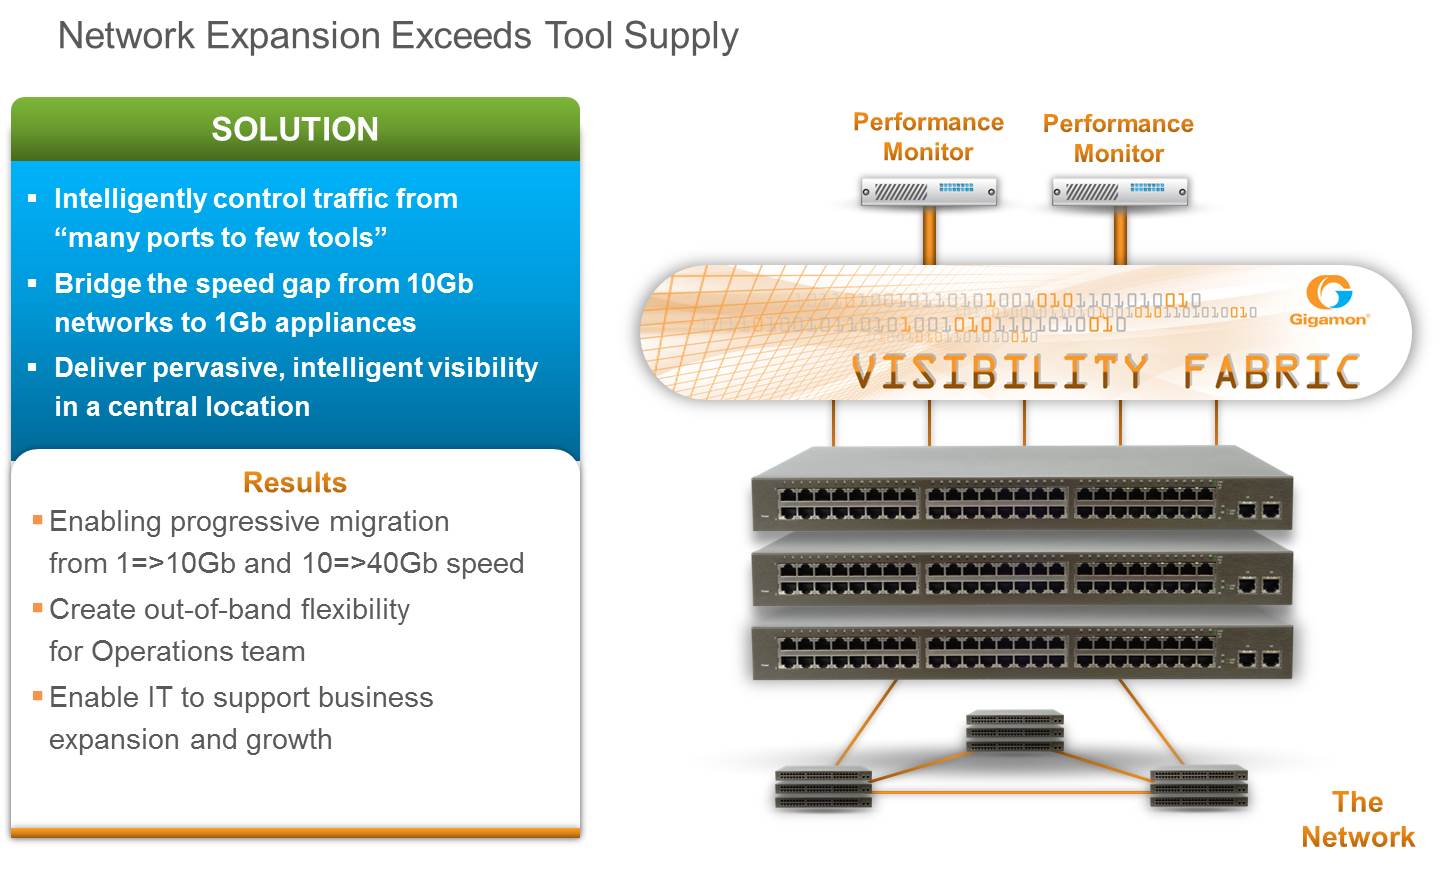 Network Expansion Exceeds Tool Supply
SOLUTION
▪ Intelligently control traffic from
“many ports to few tools”
▪ Bridge the speed gap from 10Gb
networks to 1Gb appliances
▪ Deliver pervasive, intelligent visibility
in a central location
Results
▪ Enabling progressive migration
from 1=>10Gb and 10=>40Gb speed
▪ Create out-of-band flexibility
for Operations team
▪ Enable IT to support business
expansion and growth
Performance
Monitor
Performance
Monitor
Gigamon®
VISIBILITY FABRIC
The
Network